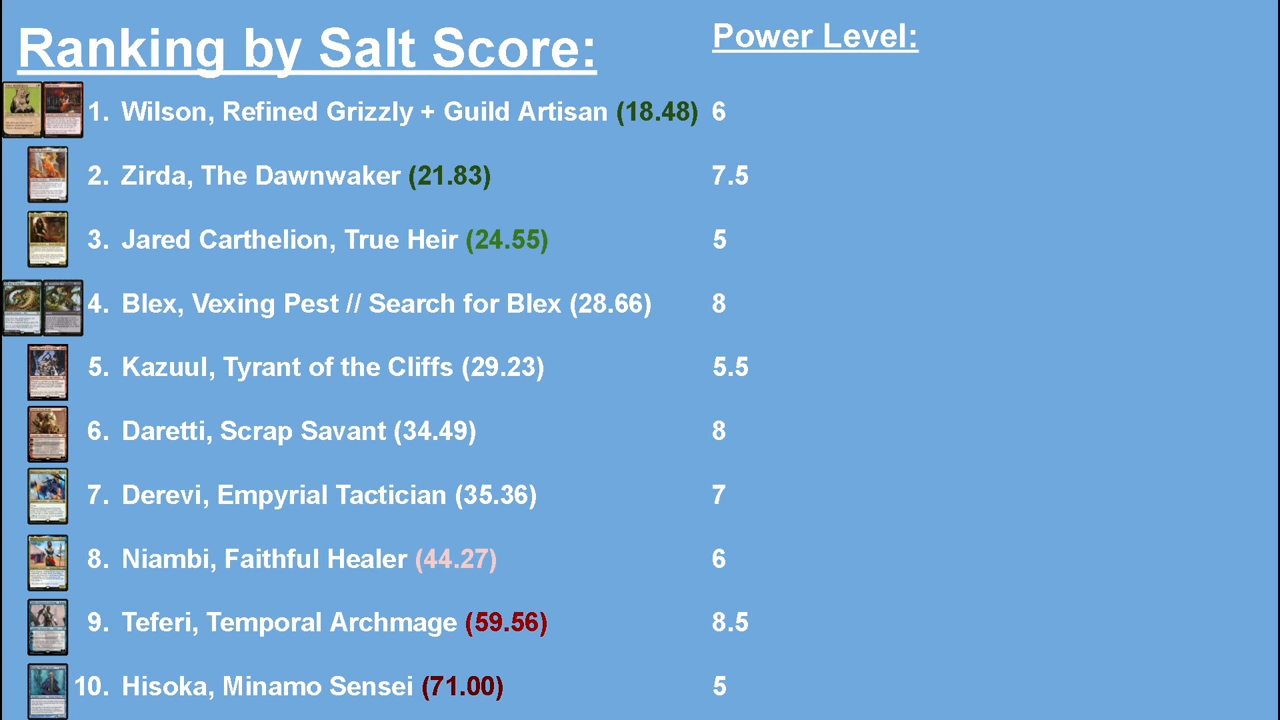 Ranking by Salt Score:
Power Level:
1. Wilson, Refined Grizzly + Guild Artisan (18.48) 6
2. Zirda, The Dawnwaker (21.83) 7.5
3. Jared Carthelion, True Heir (24.55) 5
4. Blex, Vexing Pest // Search for Blex (28.66) 8
5. Kazuul, Tyrant of the Cliffs (29.23) 5.5
6. Daretti, Scrap Savant (34.49) 8
7. Derevi, Empyrial Tactician (35.36) 7
8. Niambi, Faithful Healer (44.27) 6
9. Teferi, Temporal Archmage (59.56) 8.5
10. Hisoka, Minamo Sensei (71.00) 5